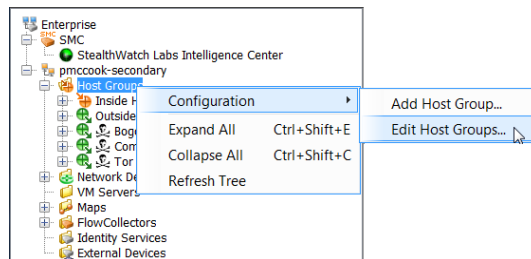 Enterprise
SMC
SMC
StealthWatch Labs Intelligence Center
pmccook-secondary
Host Groups
Inside H
Configuration
Add Host Group...
Outside
Expand All Ctrl+Shift+E
Edit Host Groups...
Boge
Com
Collapse All Ctrl+Shift+C
Tor
Refresh Tree
Network De
VM Servers
Maps
FlowCollectors
Identity Services
External Devices